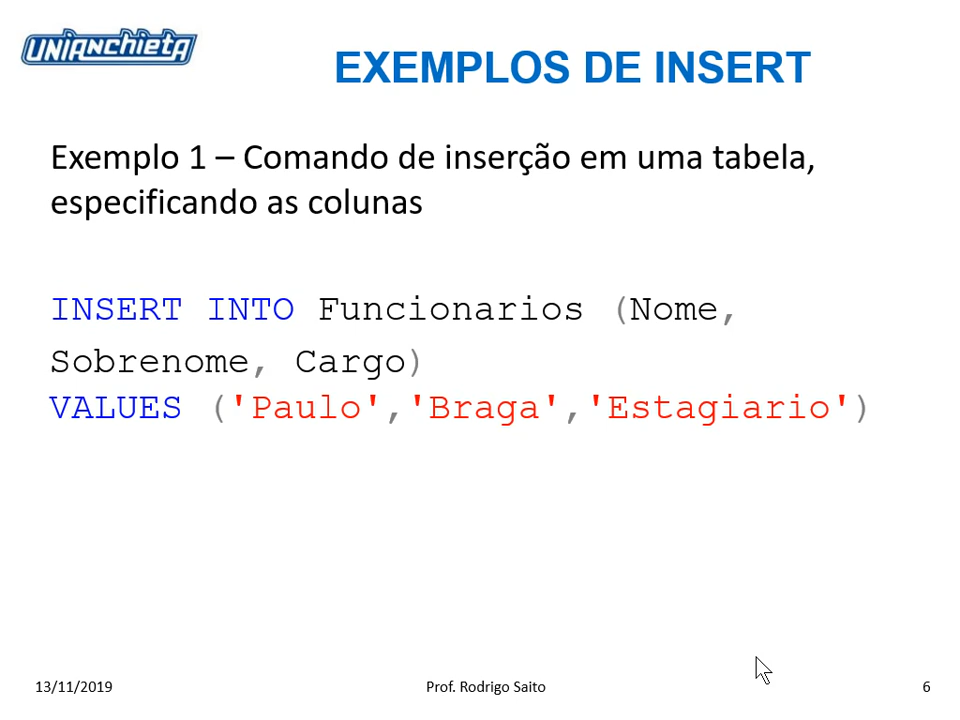 UNIANCHIETA
EXEMPLOS DE INSERT
Exemplo 1 – Comando de inserção em uma tabela,
especificando as colunas
INSERT INTO Funcionarios (Nome,
Sobrenome, Cargo)
VALUES ('Paulo','Braga','Estagiario')
13/11/2019
Prof. Rodrigo Saito
6